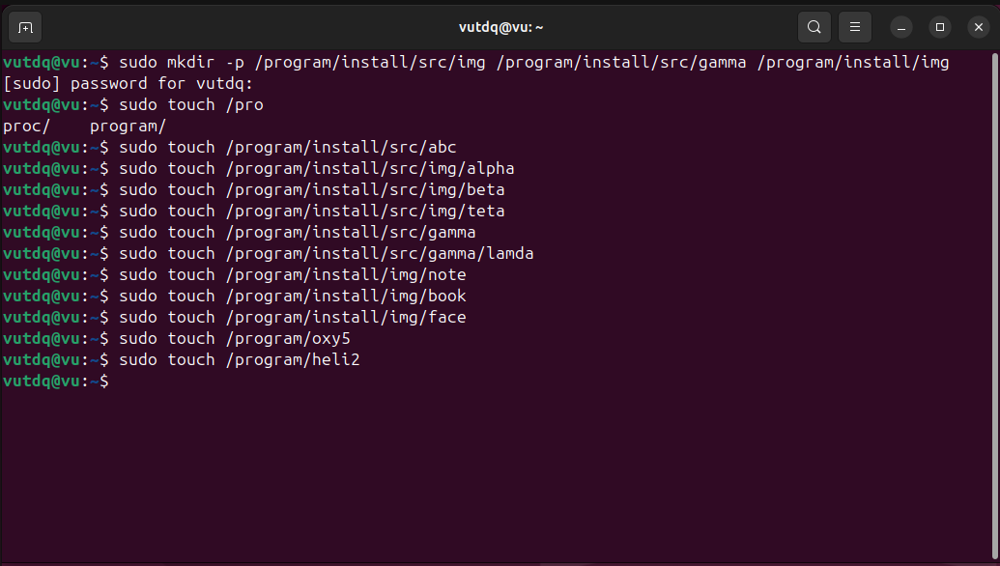 vutdq@vu: ~
vutdq@vu:~$ sudo mkdir -p /program/install/src/img /program/install/src/gamma /program/install/img
[sudo] password for vutdq:
vutdq@vu:~$ sudo touch /pro
proc/    program/
vutdq@vu:~$ sudo touch /program/install/src/abc
vutdq@vu:~$ sudo touch /program/install/src/img/alpha
vutdq@vu:~$ sudo touch /program/install/src/img/beta
vutdq@vu:~$ sudo touch /program/install/src/img/teta
vutdq@vu:~$ sudo touch /program/install/src/gamma
vutdq@vu:~$ sudo touch /program/install/src/gamma/lamda
vutdq@vu:~$ sudo touch /program/install/img/note
vutdq@vu:~$ sudo touch /program/install/img/book
vutdq@vu:~$ sudo touch /program/install/img/face
vutdq@vu:~$ sudo touch /program/oxy5
vutdq@vu:~$ sudo touch /program/heli2
vutdq@vu:~$